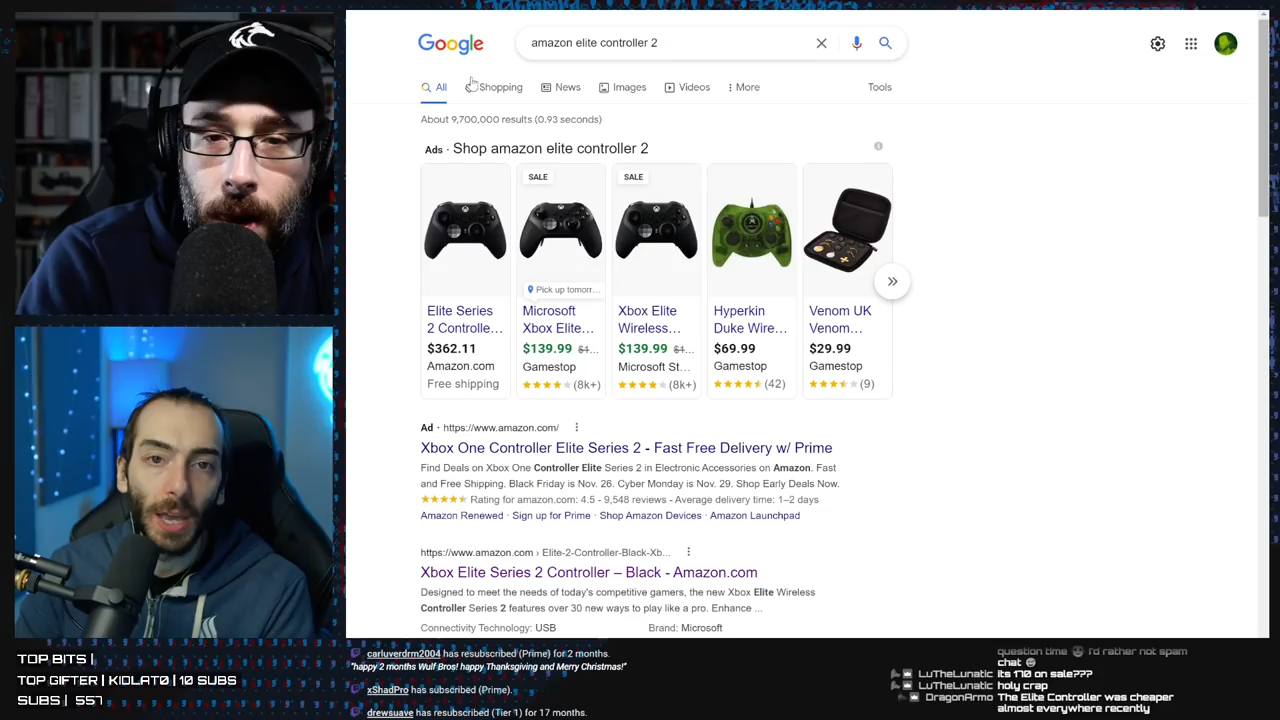 Google
amazon elite controller 2
All
Shopping
News
Images
Videos
More
Tools
About 9,700,000 results (0.93 seconds)
Ads · Shop amazon elite controller 2
SALE
SALE
Pick up tomorr...
Elite Series
2 Controlle...
$362.11
Amazon.com
Free shipping
Microsoft
Xbox Elite...
$139.99 $4...
Gamestop
(8k+)
Xbox Elite
Wireless...
$139.99 $4...
Microsoft St...
(8k+)
Hyperkin
Duke Wire...
$69.99
Gamestop
(42)
Venom UK
Venom...
$29.99
Gamestop
(9)
Ad · https://www.amazon.com/
Xbox One Controller Elite Series 2 - Fast Free Delivery w/ Prime
Find Deals on Xbox One Controller Elite Series 2 in Electronic Accessories on Amazon. Fast
and Free Shipping. Black Friday is Nov. 26. Cyber Monday is Nov. 29. Shop Early Deals Now.
Rating for amazon.com: 4.5 - 9,548 reviews - Average delivery time: 1–2 days
Amazon Renewed · Sign up for Prime · Shop Amazon Devices · Amazon Launchpad
https://www.amazon.com › Elite-2-Controller-Black-Xb...
Xbox Elite Series 2 Controller – Black - Amazon.com
Designed to meet the needs of today's competitive gamers, the new Xbox Elite Wireless
Controller Series 2 features over 30 new ways to play like a pro. Enhance ...
Connectivity Technology: USB Brand: Microsoft
TOP BITS |
TOP GIFTER | KIDLAT0 | 10 SUBS
SUBS | 557
carluverdrm2004 has resubscribed (Prime) for 2 months.
"happy 2 months Wulf Bros! happy Thanksgiving and Merry Christmas!"
xShadPro has subscribed (Prime).
drewsuave has resubscribed (Tier 1) for 17 months.
question time I'd rather not spam
chat
LuTheLunatic its 170 on sale???
LuTheLunatic holy crap
DragonArmo The Elite Controller was cheaper
almost everywhere recently